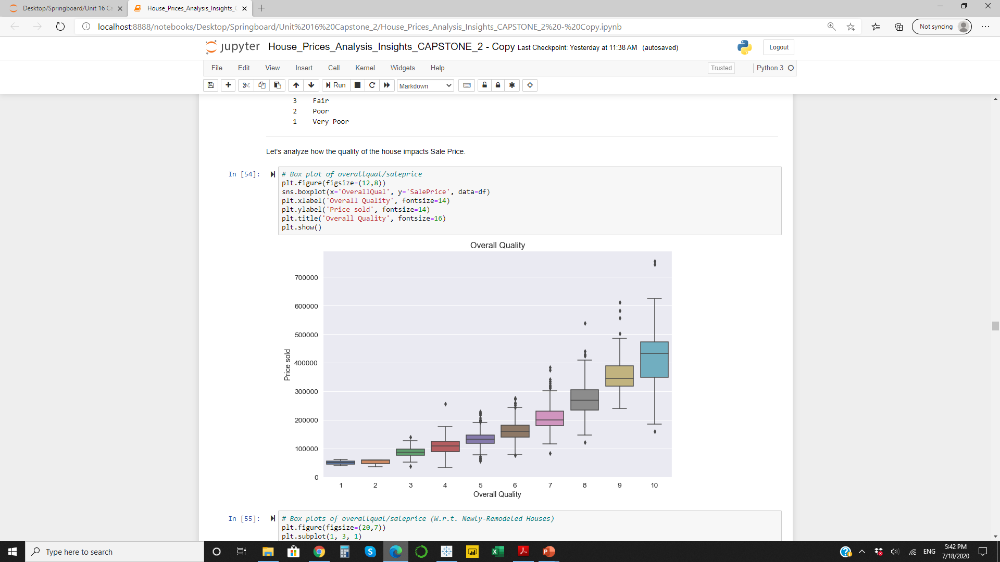 Desktop/Springboard/Unit 16 Ca
House_Prices_Analysis_Insights_C
localhost:8888/notebooks/Desktop/Springboard/Unit%2016%20Capstone_2/House_Prices_Analysis_Insights_CAPSTONE_2%20-%20Copy.ipynb
Not syncing
jupyter House_Prices_Analysis_Insights_CAPSTONE_2 - Copy Last Checkpoint: Yesterday at 11:38 AM (autosaved)
Logout
File Edit View Insert Cell Kernel Widgets Help
Trusted
Python 3
Run
Markdown
3 Fair
2 Poor
1 Very Poor
Let's analyze how the quality of the house impacts Sale Price.
In [54]:
# Box plot of overallqual/saleprice
plt.figure(figsize=(12,8))
sns.boxplot(x='OverallQual', y='SalePrice', data=df)
plt.xlabel('Overall Quality', fontsize=14)
plt.ylabel('Price sold', fontsize=14)
plt.title('Overall Quality', fontsize=16)
plt.show()
Overall Quality
700000
600000
500000
400000
300000
200000
100000
0
Price sold
1 2 3 4 5 6 7 8 9 10
Overall Quality
In [55]:
# Box plots of overallqual/saleprice (W.r.t. Newly-Remodeled Houses)
plt.figure(figsize=(20,7))
plt.subplot(1, 3, 1)
Type here to search
ENG
5:42 PM
7/18/2020